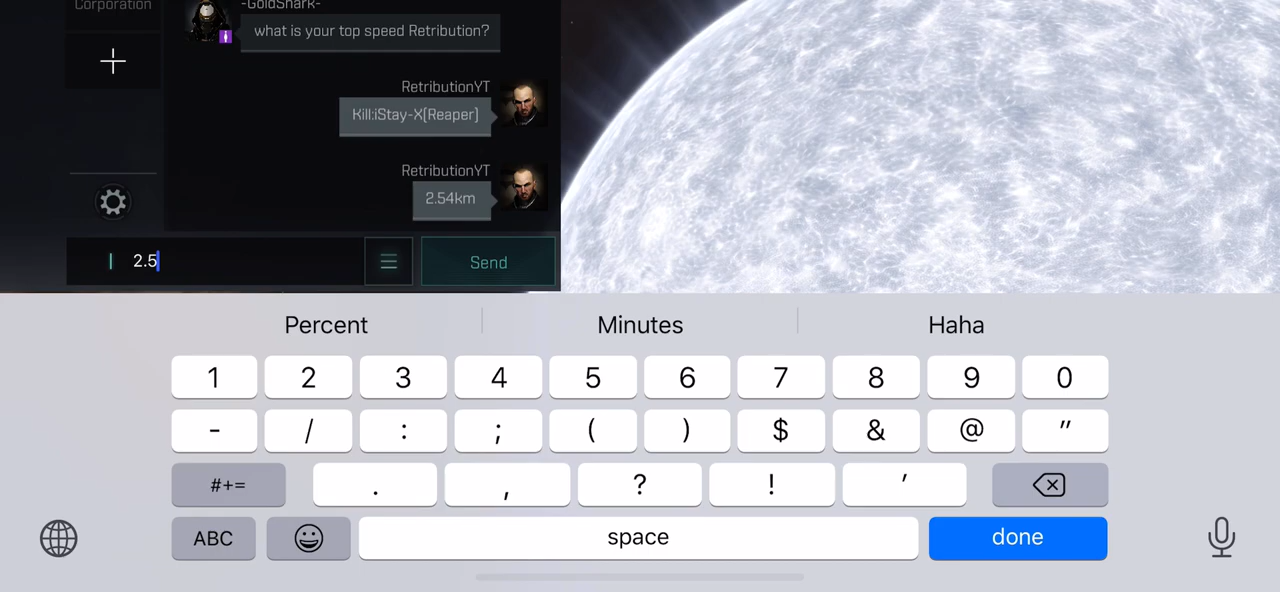 Corporation
-GoldShark-
what is your top speed Retribution?
RetributionYT
Kill:iStay-X[Reaper]
RetributionYT
2.54km
2.5
Send
Percent
Minutes
Haha
1 2 3 4 5 6 7 8 9 0
- / : ; ( ) $ & @ "
#+= . , ? ! '
ABC space done